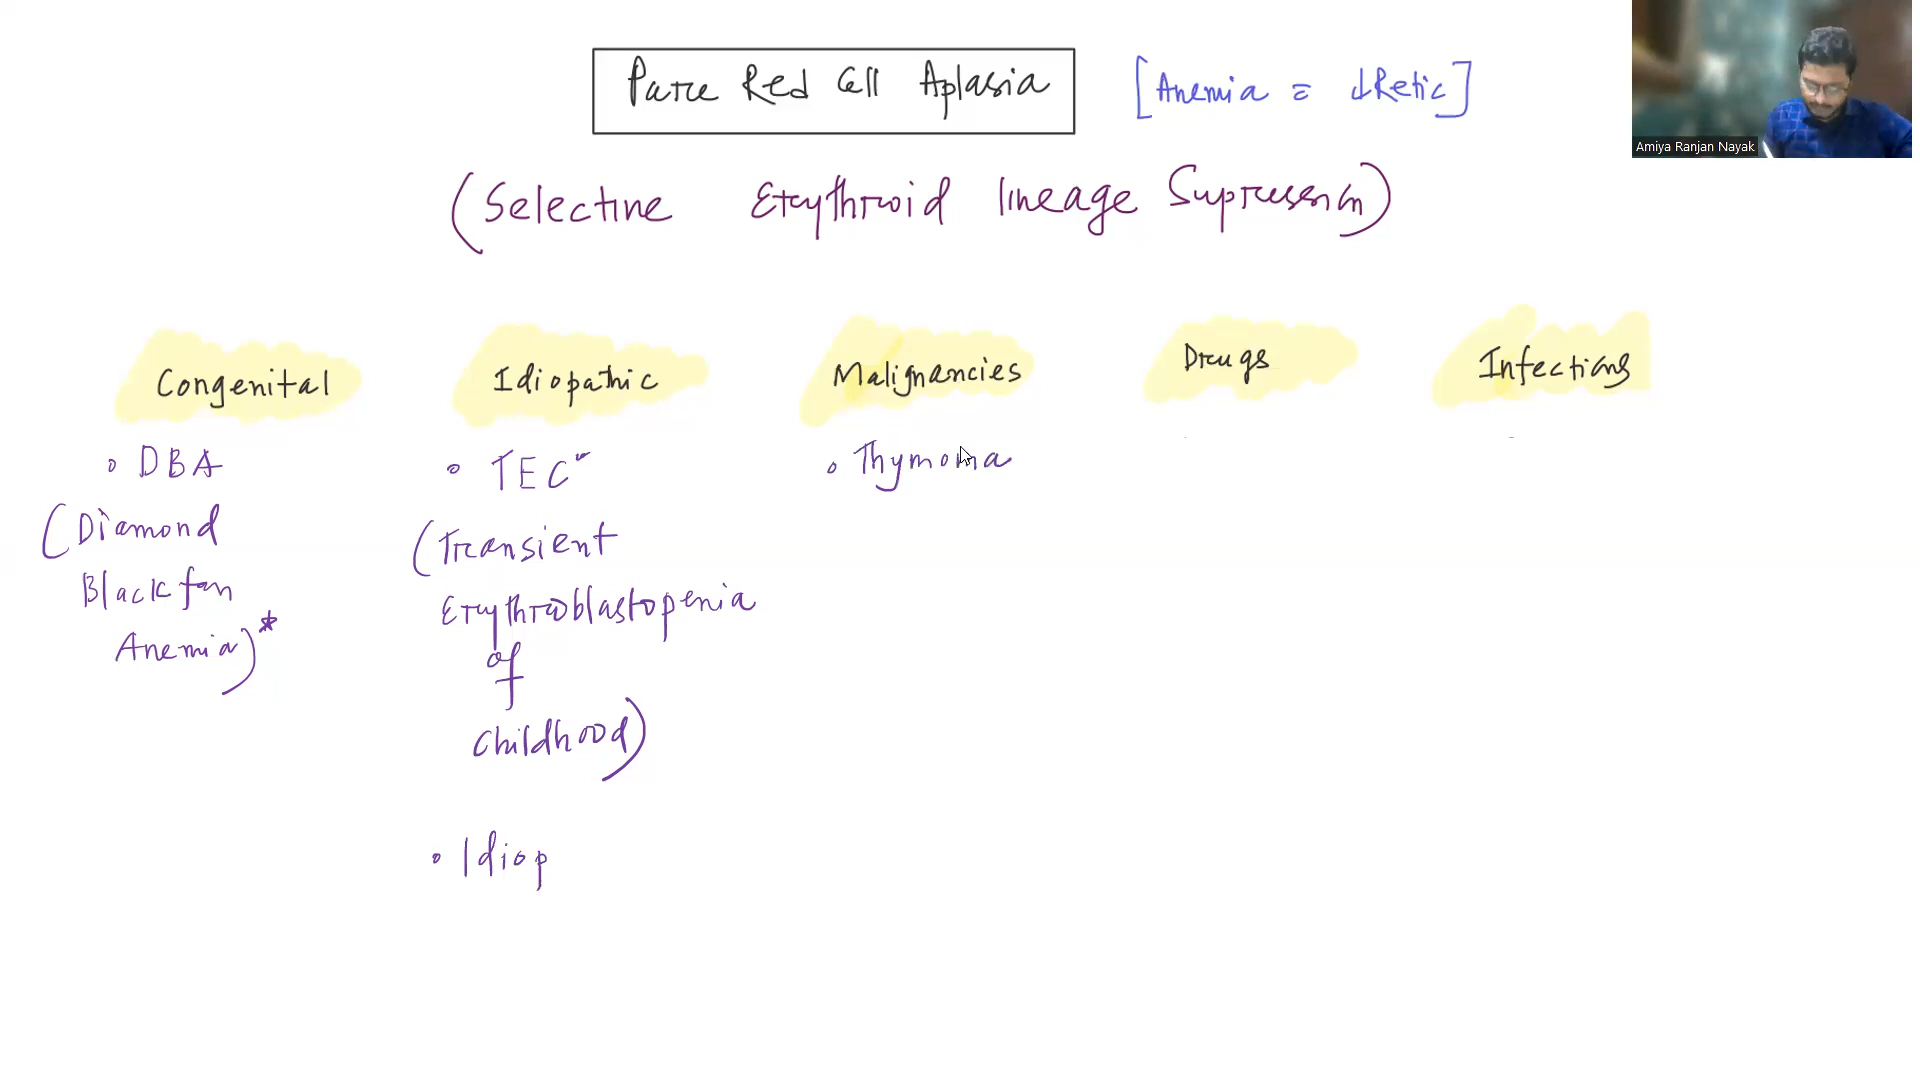 Pure Red Cell Aplasia [Anemia = ↓Retic]
Amiya Ranjan Nayak
(Selective Erythroid lineage Supression)
Congenital Idiopathic Malignancies Drugs Infections
• DBA
(Diamond
Blackfan
Anemia)*
• TEC
(Transient
Erythroblastopenia
of
childhood)
• Idiop
• Thymoma